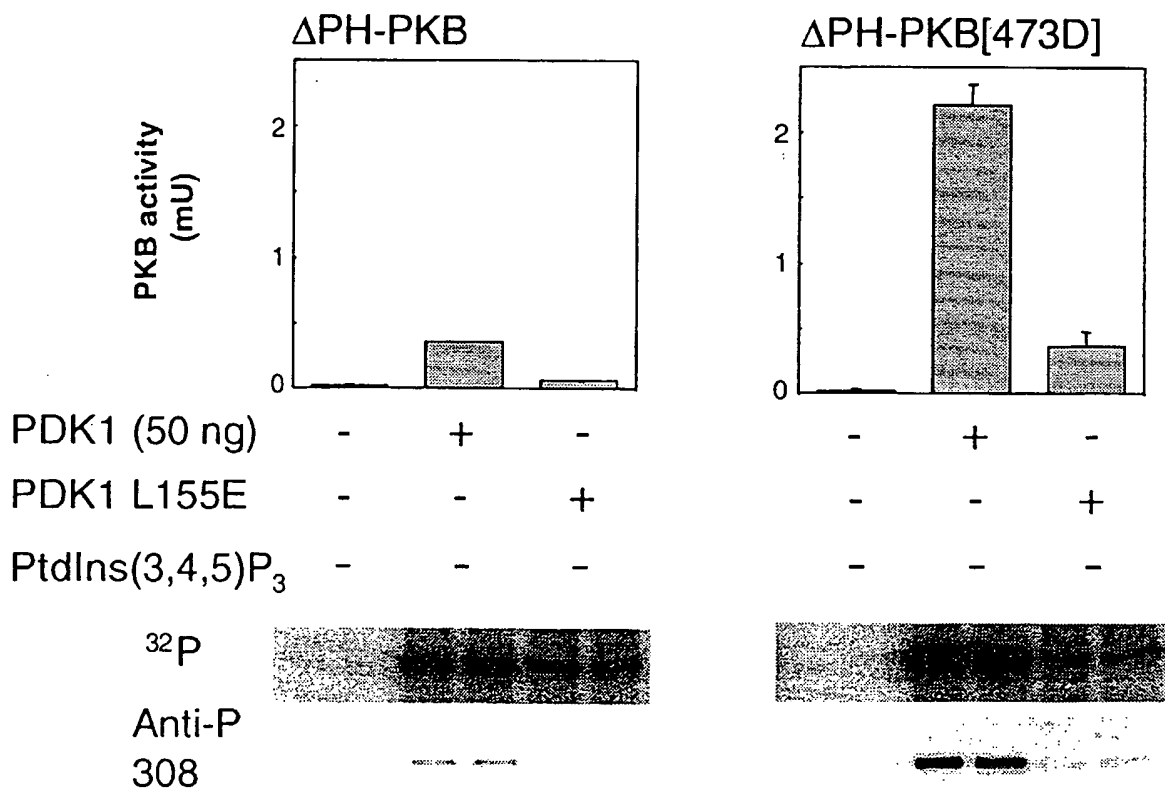 ΔPH-PKB
ΔPH-PKB[473D]
PKB activity
(mU)
2
1
0
2
1
0
PDK1 (50 ng) - + - - + -
PDK1 L155E - - + - - +
PtdIns(3,4,5)P₃ - - - - - -
³²P
Anti-P
308